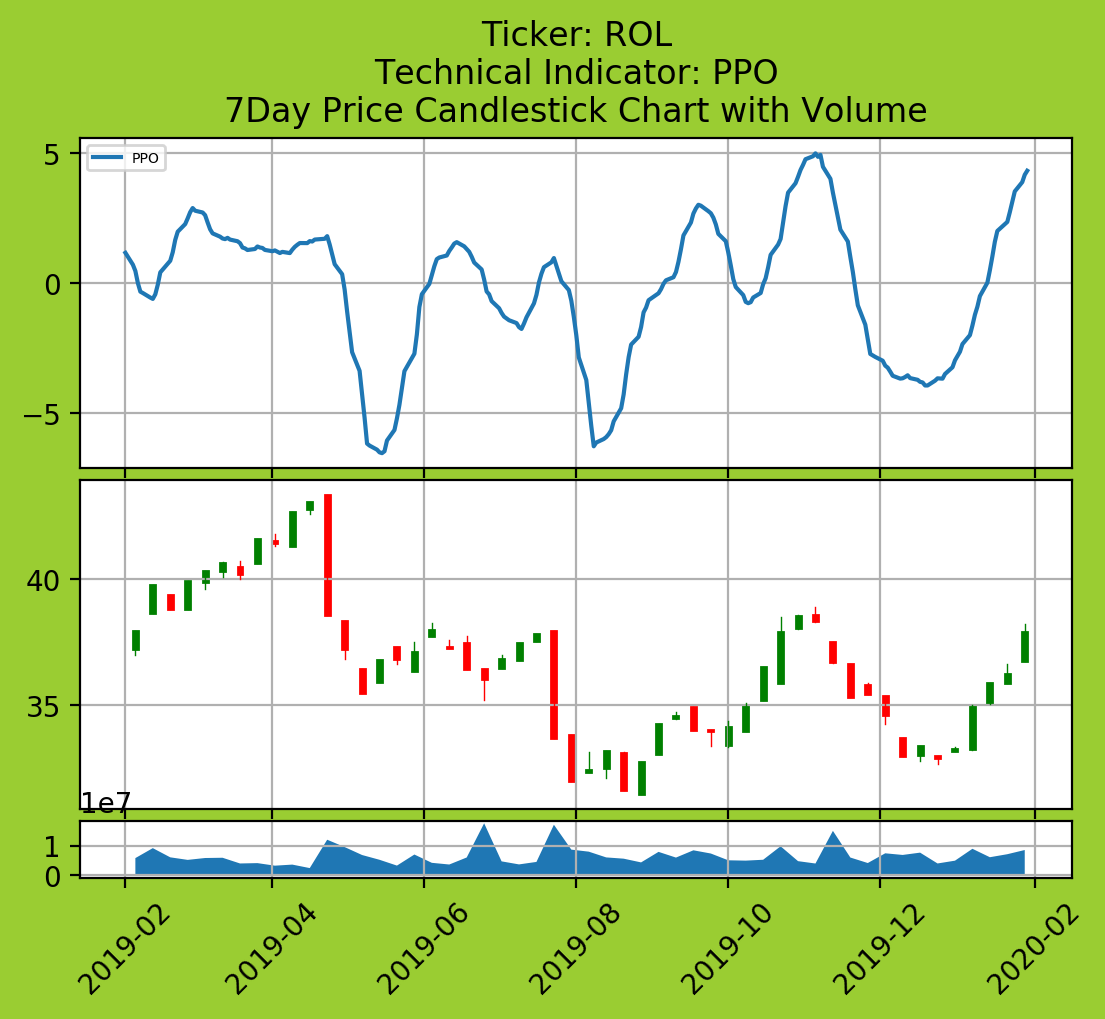 Ticker: ROL
Technical Indicator: PPO
7Day Price Candlestick Chart with Volume
PPO
5
0
−5
40
35
1e7
1
0
2019-02
2019-04
2019-06
2019-08
2019-10
2019-12
2020-02